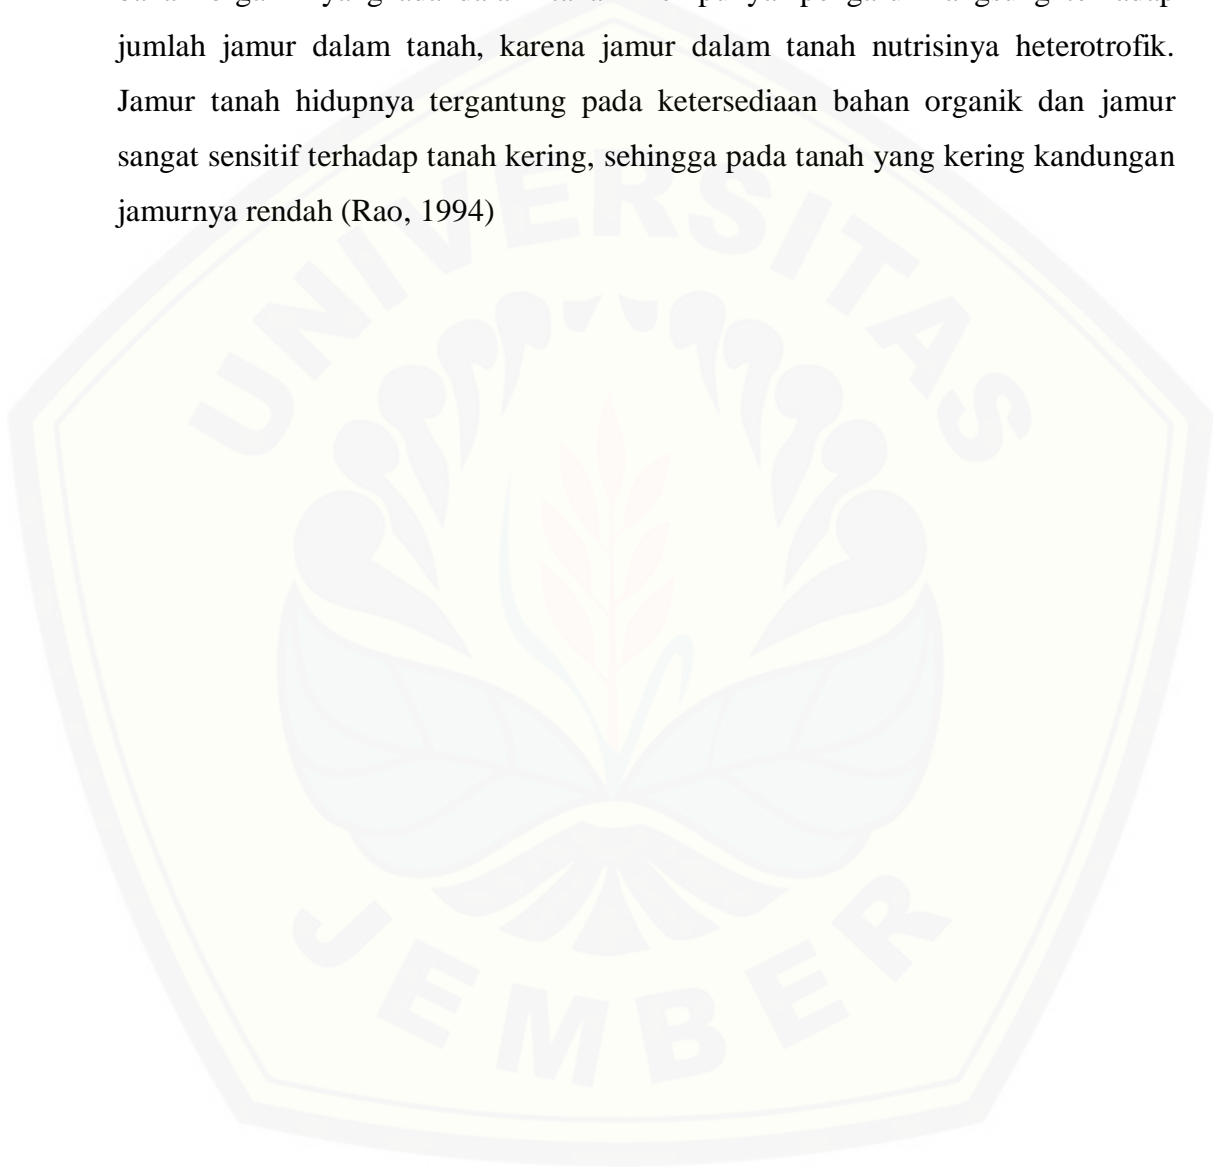 jumlah jamur dalam tanah, karena jamur dalam tanah nutrisinya heterotrofik.
Jamur tanah hidupnya tergantung pada ketersediaan bahan organik dan jamur
sangat sensitif terhadap tanah kering, sehingga pada tanah yang kering kandungan
jamurnya rendah (Rao, 1994)
UNIVERSITAS
JEMBER